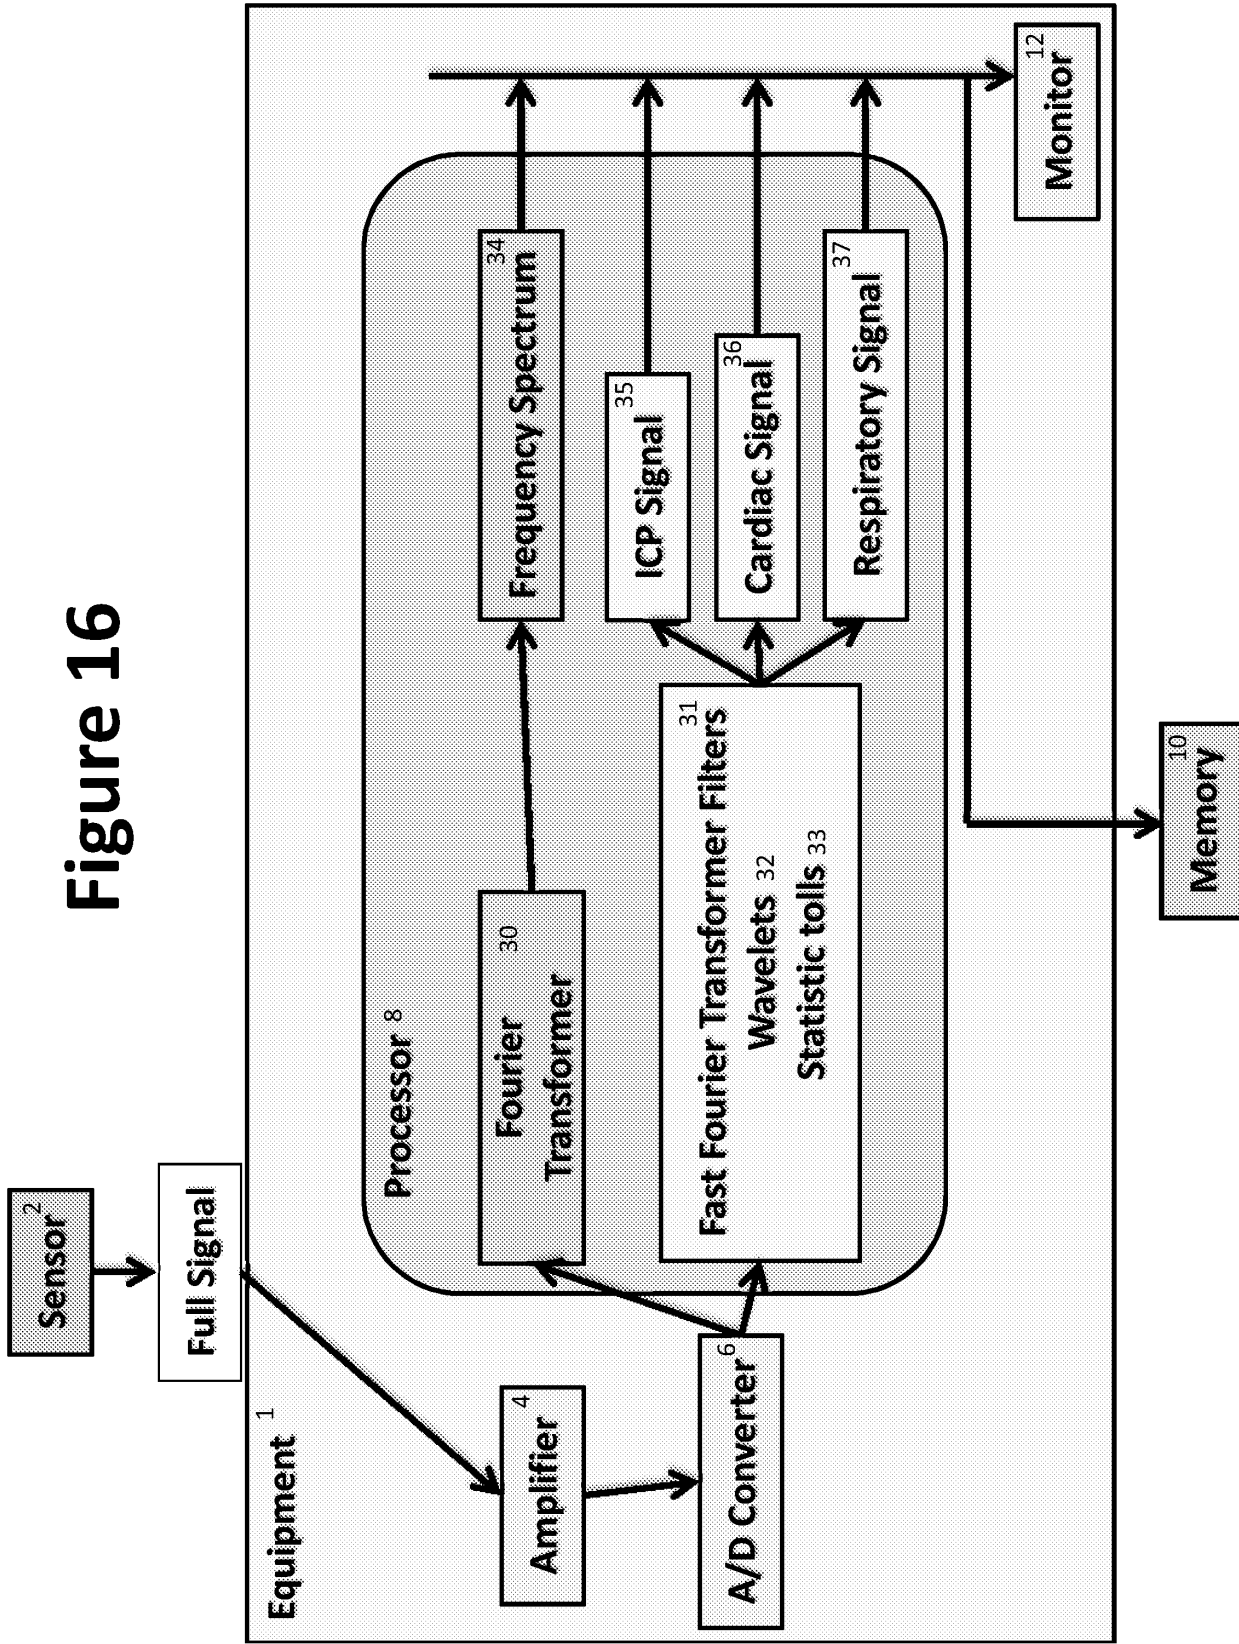 Figure 16
Sensor 2
Full Signal
Equipment 1
Amplifier 4
A/D Converter 6
Processor 8
Fourier 30
Transformer
Fast Fourier Transformer Filters 31
Wavelets 32
Statistic tolls 33
Frequency Spectrum 34
ICP Signal 35
Cardiac Signal 36
Respiratory Signal 37
Monitor 12
Memory 10